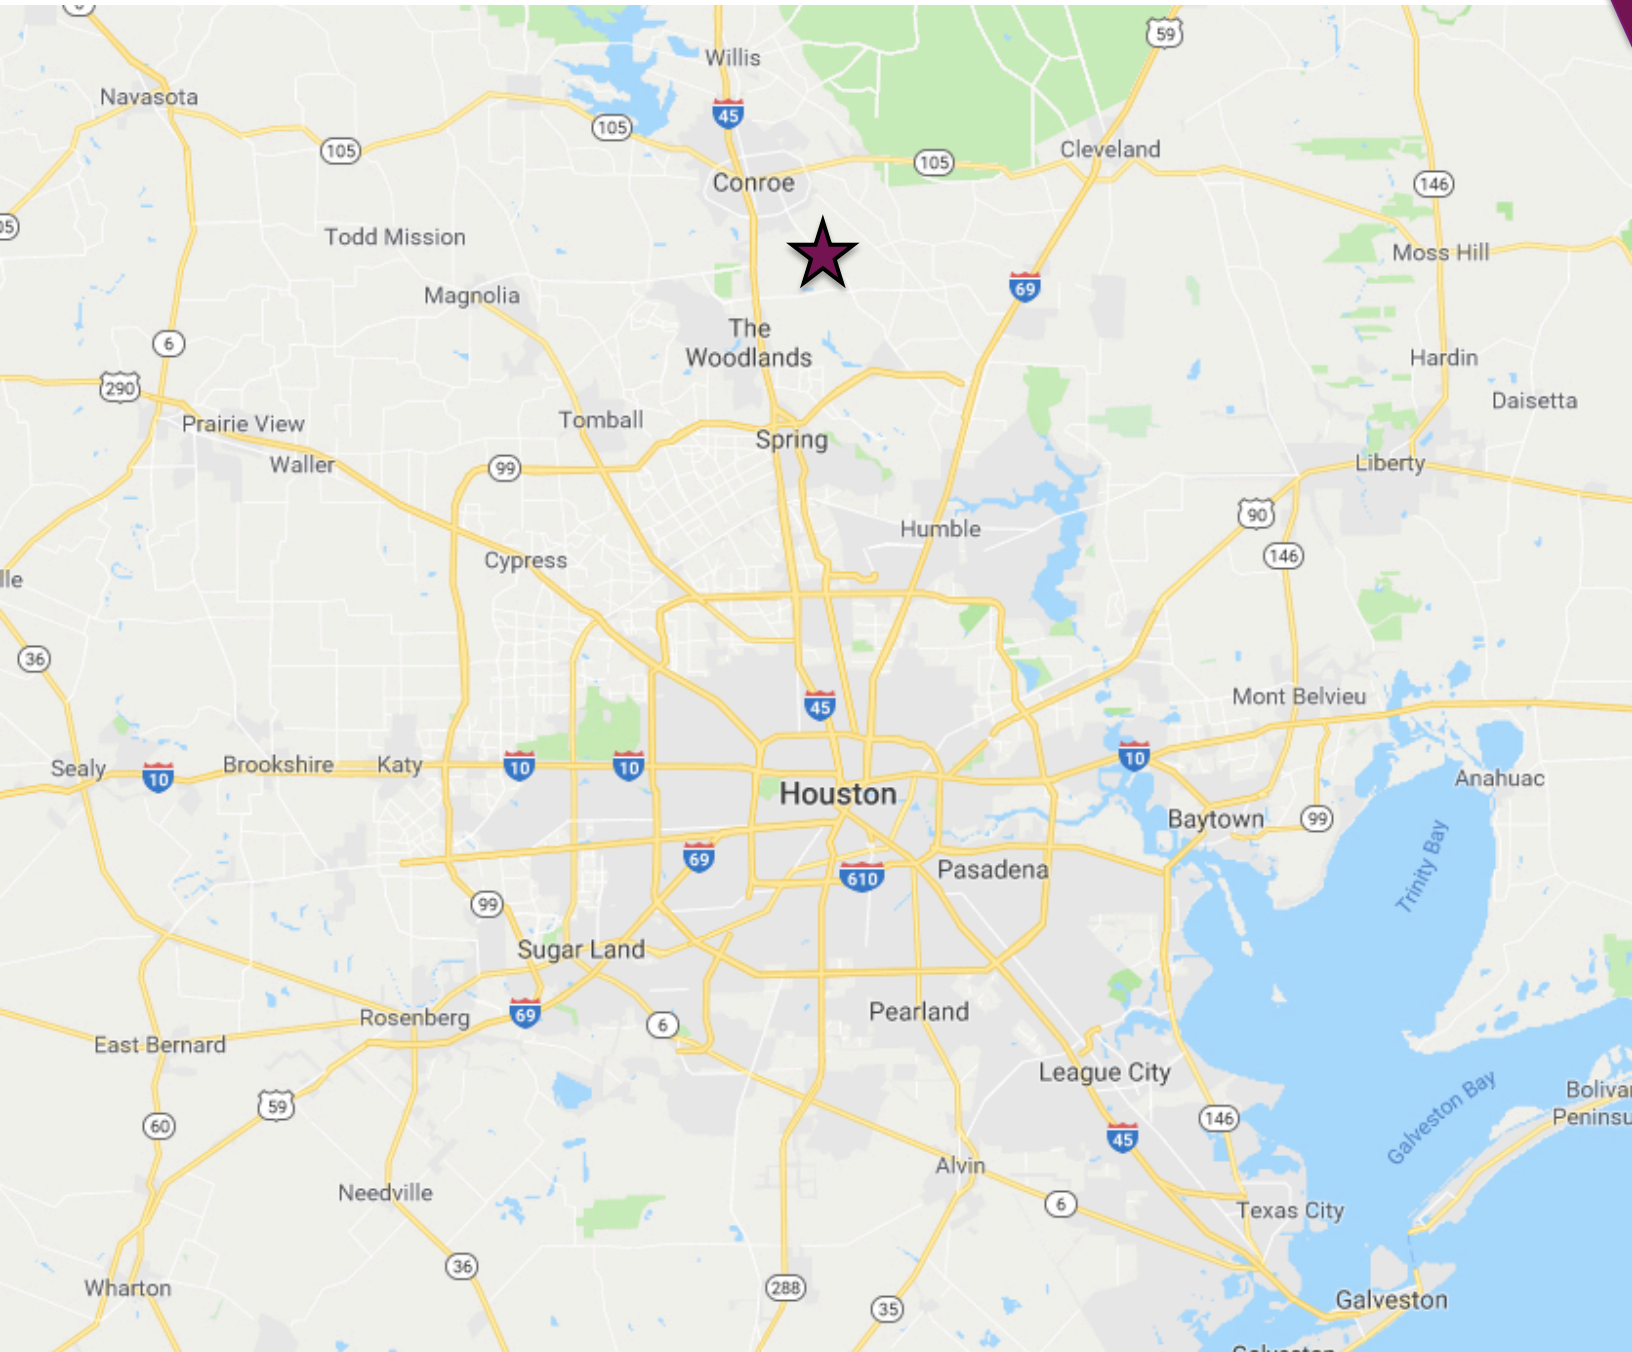 59
Willis
Navasota
45
105
105
Cleveland
105
Conroe
146
05
Todd Mission
Moss Hill
Magnolia
69
The
Woodlands
6
Hardin
290
Daisetta
Prairie View
Tomball
Spring
Waller
99
Liberty
90
Humble
146
Cypress
lle
36
Mont Belvieu
45
Sealy
10
Brookshire
Katy
10
10
10
Anahuac
Houston
Baytown
99
69
610
Pasadena
Trinity Bay
99
Sugar Land
69
Pearland
Rosenberg
6
East Bernard
League City
Galveston Bay
Boliva
Peninsu
59
60
146
45
Alvin
Needville
6
Texas City
36
Wharton
288
35
Galveston